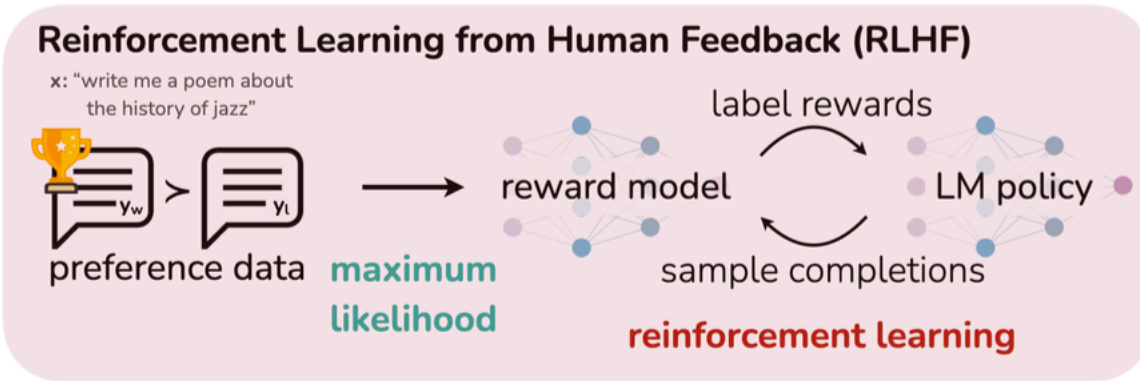 Reinforcement Learning from Human Feedback (RLHF)
x: “write me a poem about
the history of jazz”
label rewards
yw
≻
yl
reward model
LM policy
preference data
maximum
likelihood
sample completions
reinforcement learning